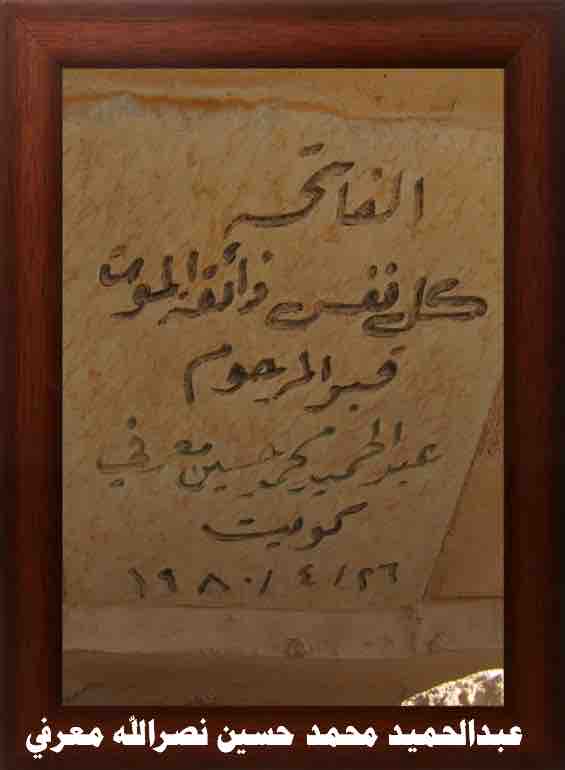 الفاتحه
كل نفس ذائقة الموت
قبر المرحوم
عبدالحميد محمد حسين معرفي
كويت
٢٦/٤/١٩٨٠
عبدالحميد محمد حسين نصرالله معرفي